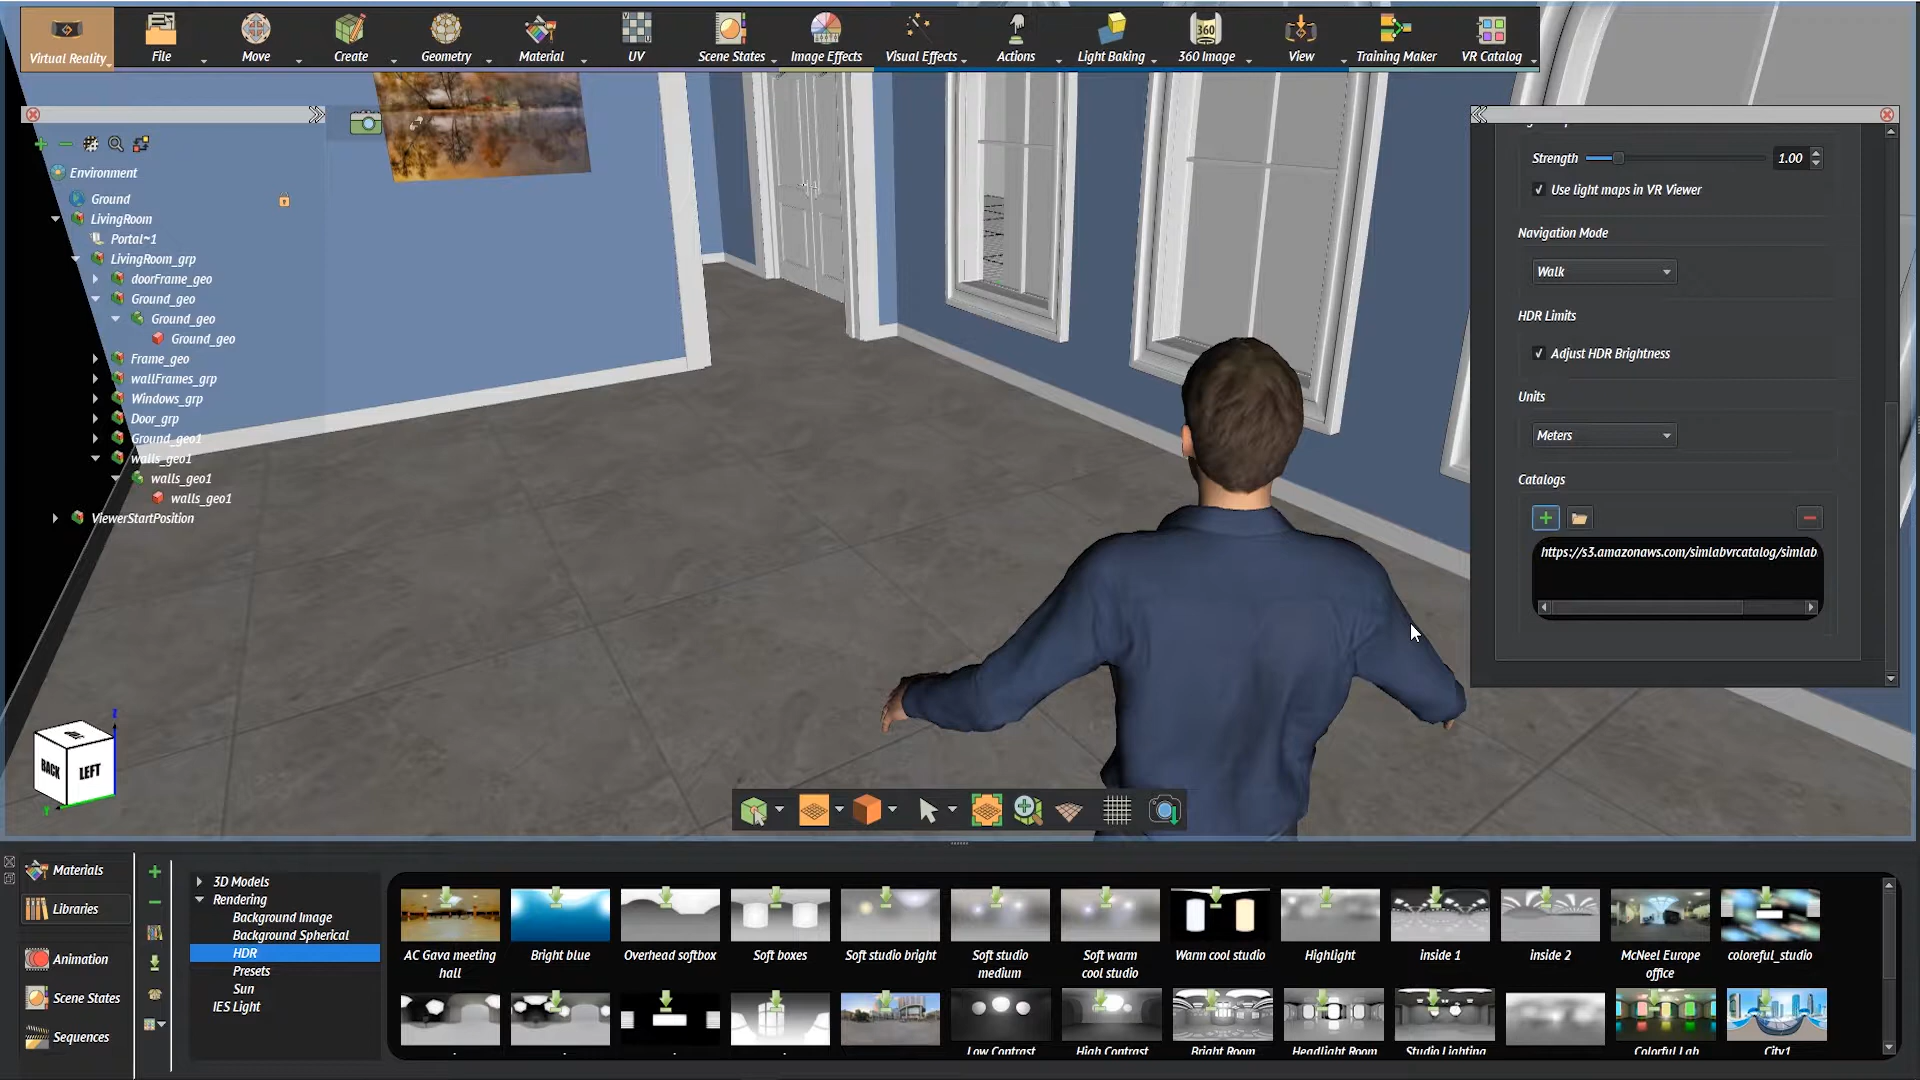 Virtual Reality
File
Move
Create
Geometry
Material
UV
Scene States
Image Effects
Visual Effects
Actions
Light Baking
360 Image
View
Training Maker
VR Catalog
Environment
Ground
LivingRoom
Portal~1
LivingRoom_grp
doorFrame_geo
Ground_geo
Ground_geo
Ground_geo
Frame_geo
wallFrames_grp
Windows_grp
Door_grp
Ground_geo1
walls_geo1
walls_geo1
walls_geo1
ViewerStartPosition
Strength 1.00
Use light maps in VR Viewer
Navigation Mode
Walk
HDR Limits
Adjust HDR Brightness
Units
Meters
Catalogs
https://s3.amazonaws.com/simlabvrcatalog/simlab
BACK
LEFT
Materials
Libraries
Animation
Scene States
Sequences
3D Models
Rendering
Background Image
Background Spherical
HDR
Presets
Sun
IES Light
AC Gava meeting hall
Bright blue
Overhead softbox
Soft boxes
Soft studio bright
Soft studio medium
Soft warm cool studio
Warm cool studio
Highlight
inside 1
inside 2
McNeel Europe office
colorful_studio
Low Contrast
High Contrast
Bright Room
Headlight Room
Studio Lighting
Colorful Lab
City1